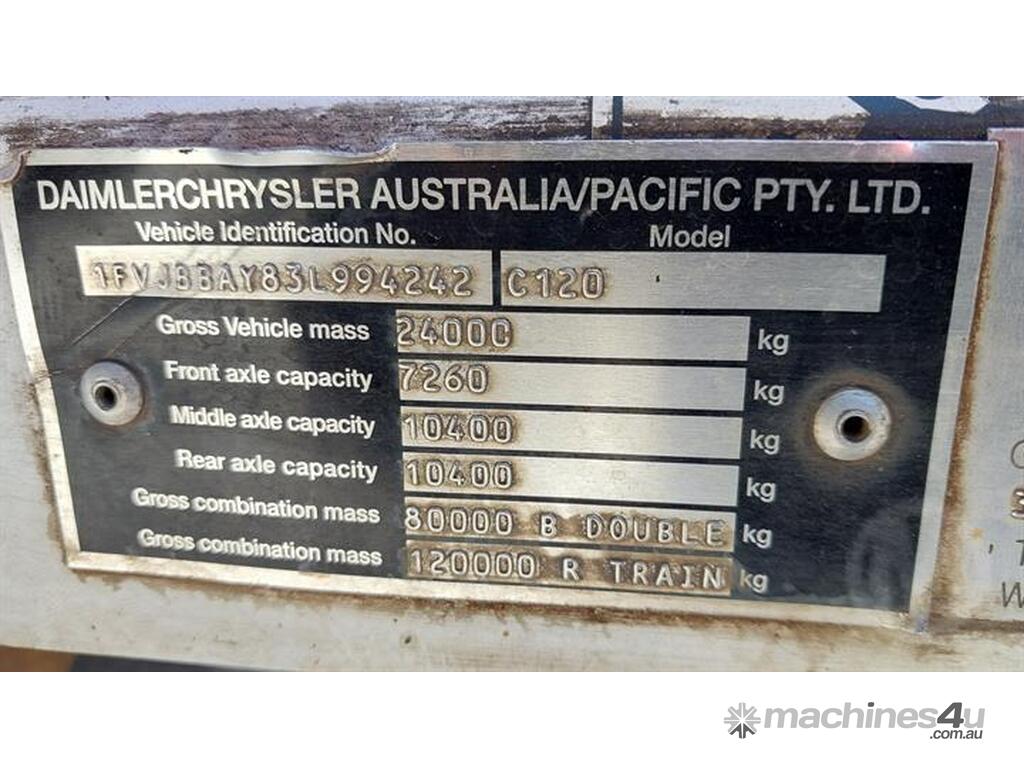 DAIMLERCHRYSLER AUSTRALIA/PACIFIC PTY. LTD.
Vehicle Identification No. Model
1FVJBBAY83L994242 C120
Gross Vehicle mass 24000 kg
Front axle capacity 7260 kg
Middle axle capacity 10400 kg
Rear axle capacity 10400 kg
Gross combination mass 80000 B DOUBLE kg
Gross combination mass 120000 R TRAIN kg
machines4u
.com.au